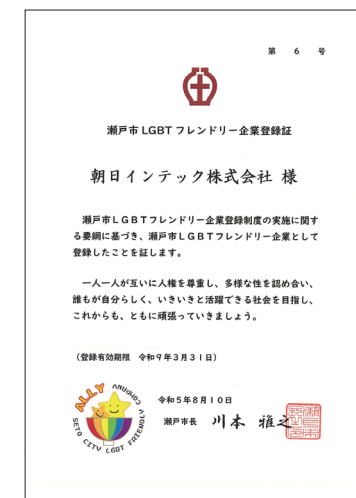 第 6 号
瀬戸市 LGBT フレンドリー企業登録証
朝日インテック株式会社 様
瀬戸市LGBTフレンドリー企業登録制度の実施に関す
る要綱に基づき、瀬戸市LGBTフレンドリー企業として
登録したことを証します。
一人一人が互いに人権を尊重し、多様な性を認め合い、
誰もが自分らしく、いきいきと活躍できる社会を目指し、
これからも、ともに頑張っていきましょう。
(登録有効期限 令和9年3月31日)
ALLY
SETO CITY LGBT FRIENDLY COMPANY
令和5年8月10日
瀬戸市長 川本 雅之